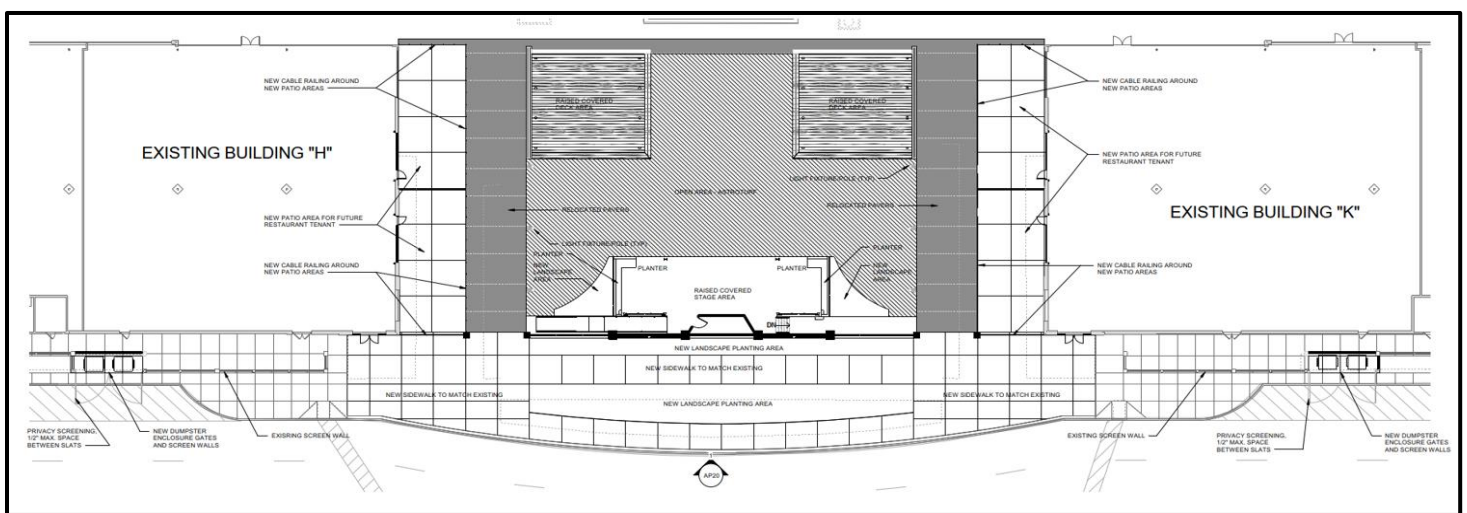 NEW CABLE RAILING AROUND
NEW PATIO AREAS
EXISTING BUILDING "H"
NEW PATIO AREA FOR FUTURE
RESTAURANT TENANT
NEW CABLE RAILING AROUND
NEW PATIO AREAS
RAISED COVERED
DECK AREA
RAISED COVERED
DECK AREA
LIGHT FIXTURE/POLE (TYP)
OPEN AREA - ASTROTURF
RELOCATED PAVERS
RELOCATED PAVERS
LIGHT FIXTURE/POLE (TYP)
PLANTER
NEW
LANDSCAPE
AREA
PLANTER
PLANTER
PLANTER
NEW
LANDSCAPE
AREA
RAISED COVERED
STAGE AREA
DN
NEW CABLE RAILING AROUND
NEW PATIO AREAS
NEW PATIO AREA FOR FUTURE
RESTAURANT TENANT
EXISTING BUILDING "K"
NEW CABLE RAILING AROUND
NEW PATIO AREAS
NEW LANDSCAPE PLANTING AREA
NEW SIDEWALK TO MATCH EXISTING
NEW SIDEWALK TO MATCH EXISTING
NEW LANDSCAPE PLANTING AREA
NEW SIDEWALK TO MATCH EXISTING
PRIVACY SCREENING,
1/2" MAX. SPACE
BETWEEN SLATS
NEW DUMPSTER
ENCLOSURE GATES
AND SCREEN WALLS
EXISRING SCREEN WALL
EXISTING SCREEN WALL
PRIVACY SCREENING,
1/2" MAX. SPACE
BETWEEN SLATS
NEW DUMPSTER
ENCLOSURE GATES
AND SCREEN WALLS
1
AP20